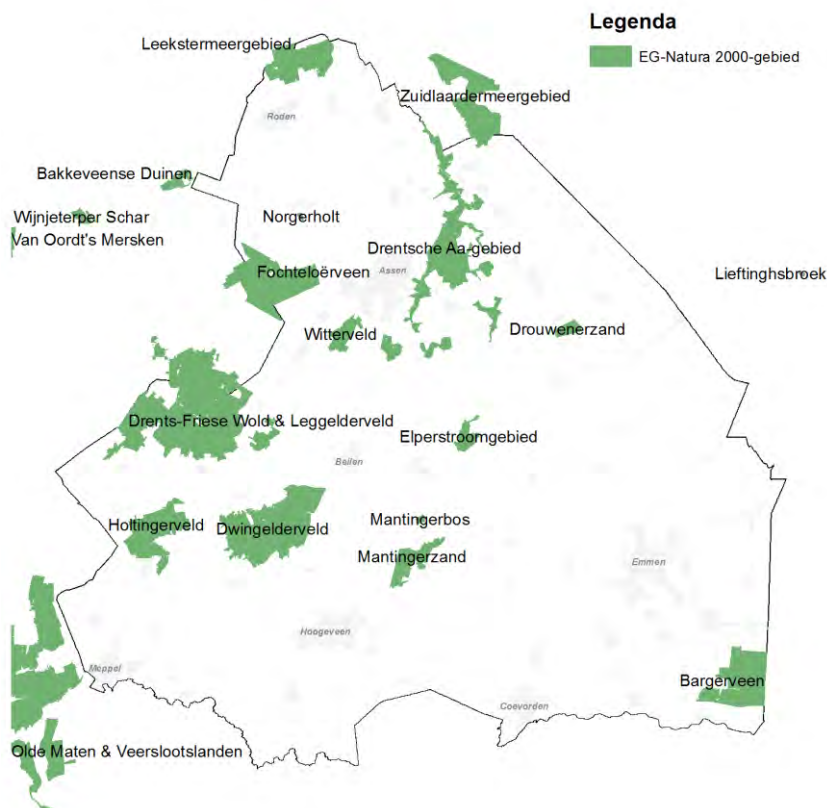 Legenda
EG-Natura 2000-gebied
Leekstermeergebied
Zuidlaardermeergebied
Roden
Bakkeveense Duinen
Wijnjeterper Schar
Norgerholt
Van Oordt's Mersken
Drentsche Aa-gebied
Fochteloërveen
Assen
Lieftinghsbroek
Witterveld
Drouwenerzand
Drents-Friese Wold & Leggelderveld
Elperstroomgebied
Beilen
Holtingerveld
Dwingelderveld
Mantingerbos
Mantingerzand
Emmen
Hoogeveen
Meppel
Bargerveen
Coevorden
Olde Maten & Veerslootslanden